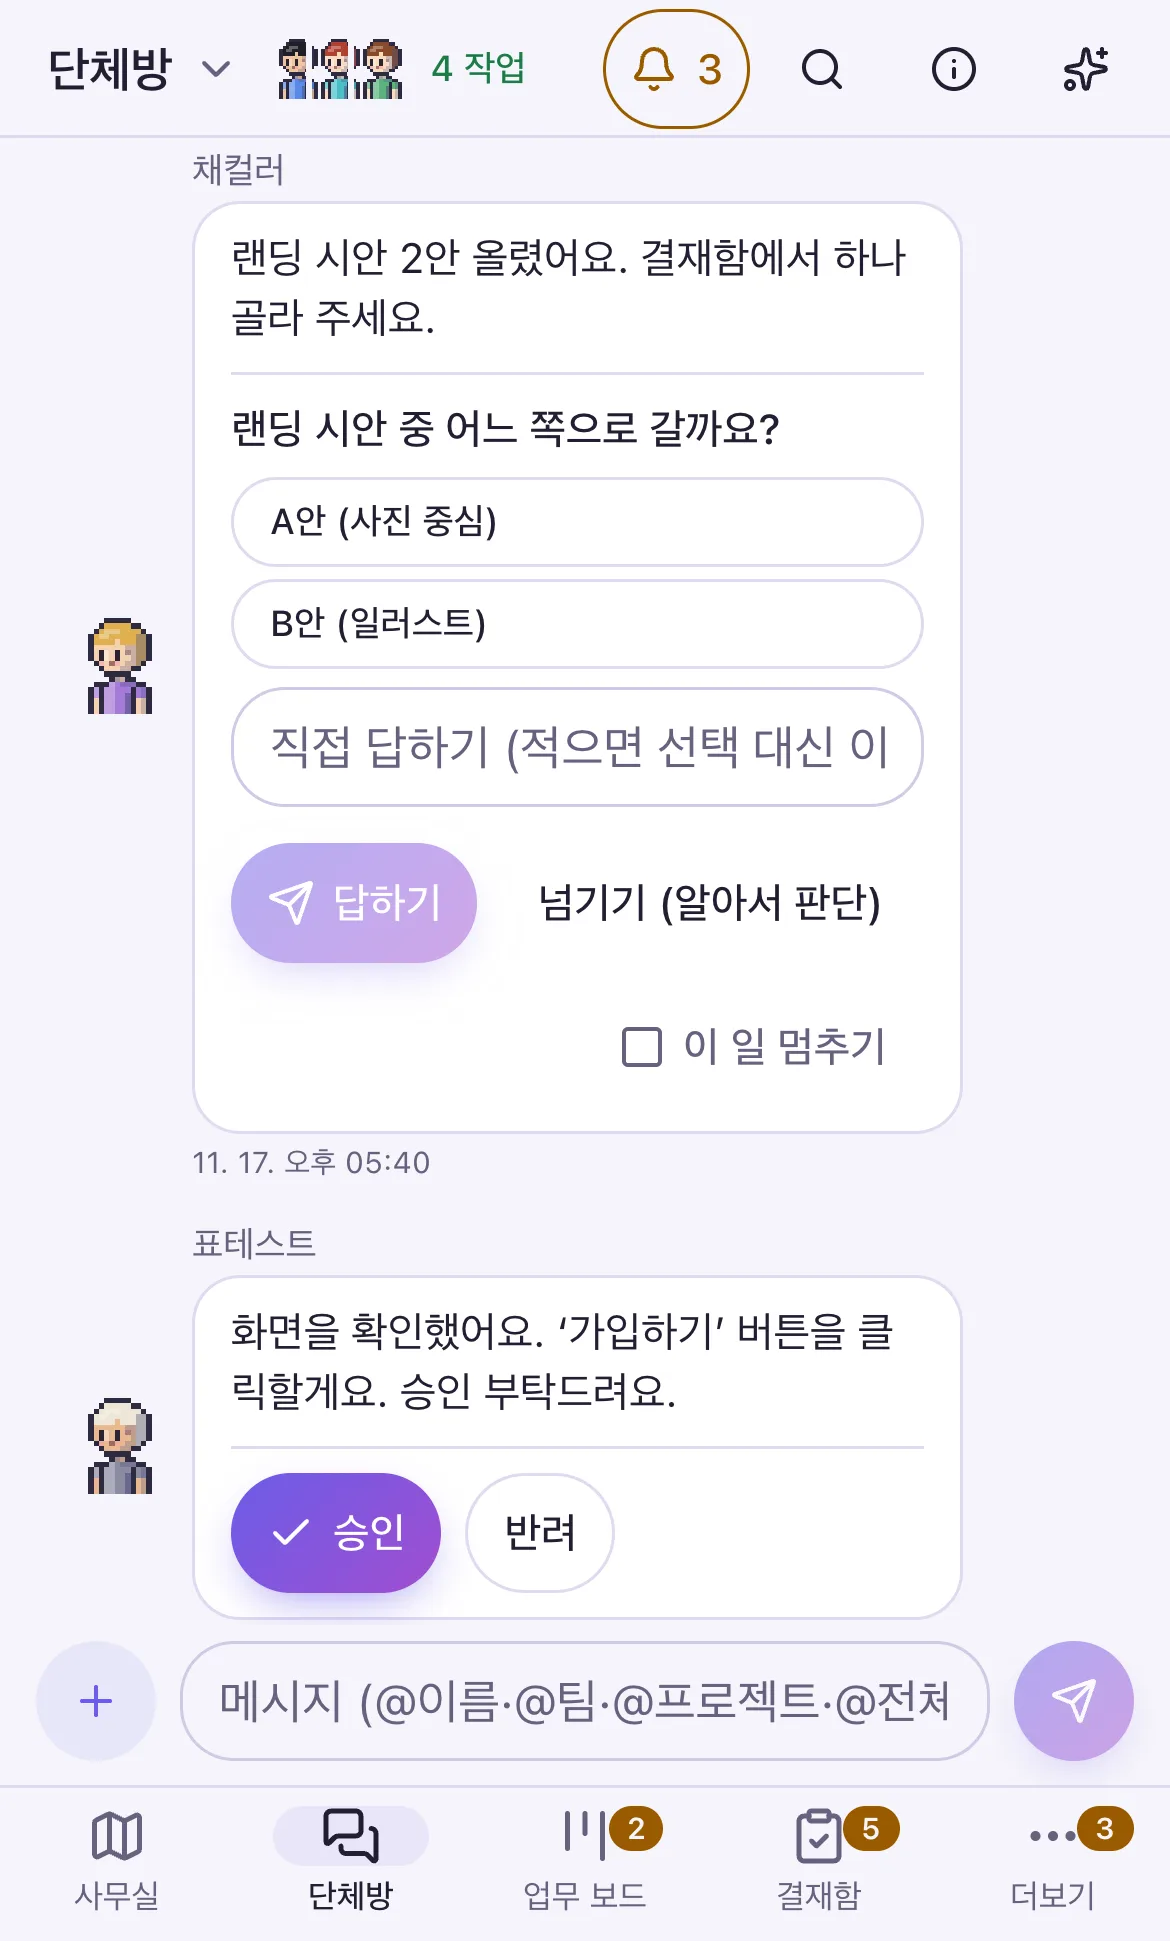 단체방
4 작업
3
채컬러
랜딩 시안 2안 올렸어요. 결재함에서 하나
골라 주세요.
랜딩 시안 중 어느 쪽으로 갈까요?
A안 (사진 중심)
B안 (일러스트)
직접 답하기 (적으면 선택 대신 이
답하기
넘기기 (알아서 판단)
이 일 멈추기
11. 17. 오후 05:40
표테스트
화면을 확인했어요. ‘가입하기’ 버튼을 클
릭할게요. 승인 부탁드려요.
승인
반려
메시지 (@이름·@팀·@프로젝트·@전체
2
5
3
사무실
단체방
업무 보드
결재함
더보기